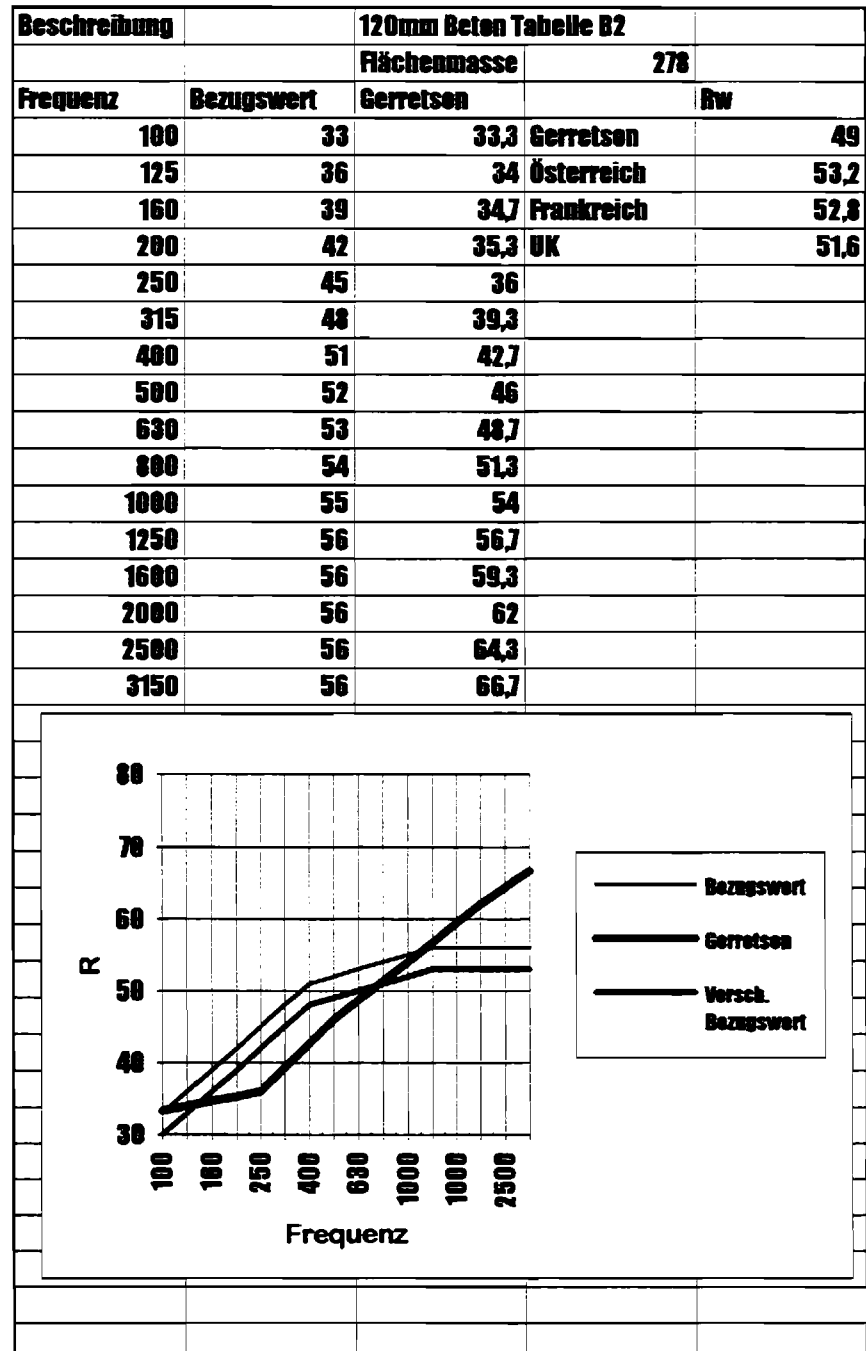 Beschreibung 120mm Beton Tabelle B2
Flächenmasse 278
Frequenz Bezugswert Gerretsen Rw
100 33 33,3 Gerretsen 49
125 36 34 Österreich 53,2
160 39 34,7 Frankreich 52,8
200 42 35,3 UK 51,6
250 45 36
315 48 39,3
400 51 42,7
500 52 46
630 53 48,7
800 54 51,3
1000 55 54
1250 56 56,7
1600 56 59,3
2000 56 62
2500 56 64,3
3150 56 66,7
80
70
60
50
40
30
R
100 160 250 400 630 1000 1000 2500
Frequenz
Bezugswert
Gerretsen
Versch.
Bezugswert